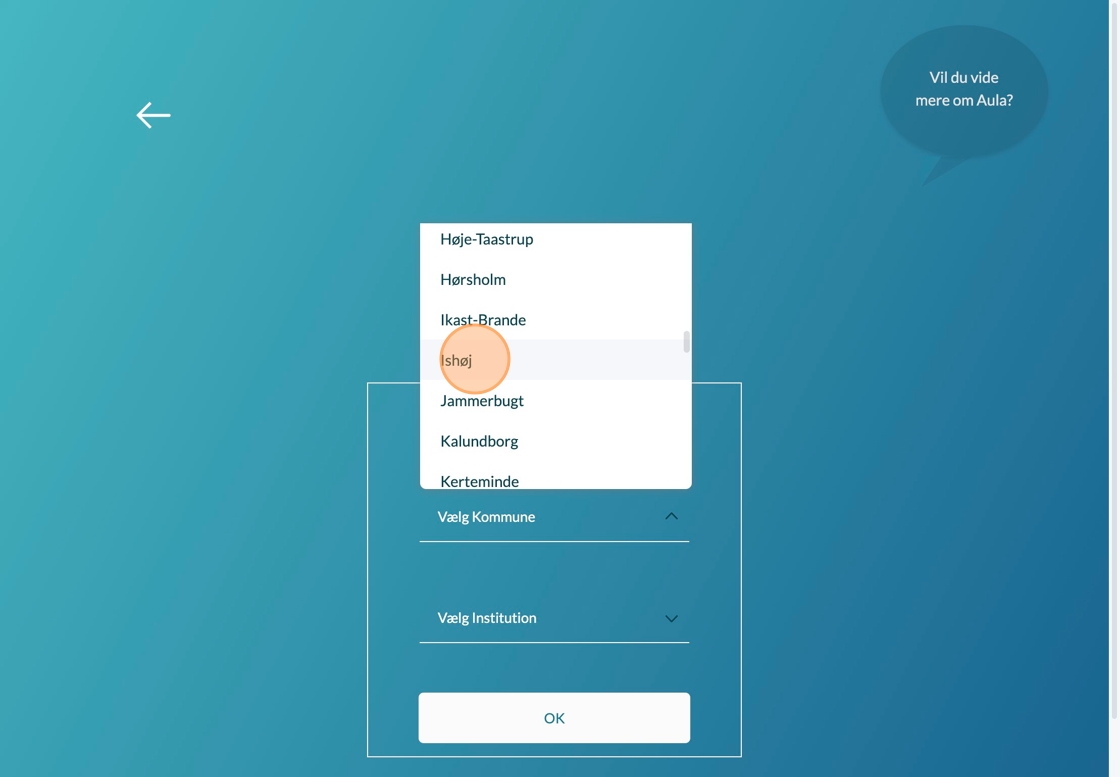 Vil du vide
mere om Aula?
Høje-Taastrup
Hørsholm
Ikast-Brande
Ishøj
Jammerbugt
Kalundborg
Kerteminde
Vælg Kommune
Vælg Institution
OK